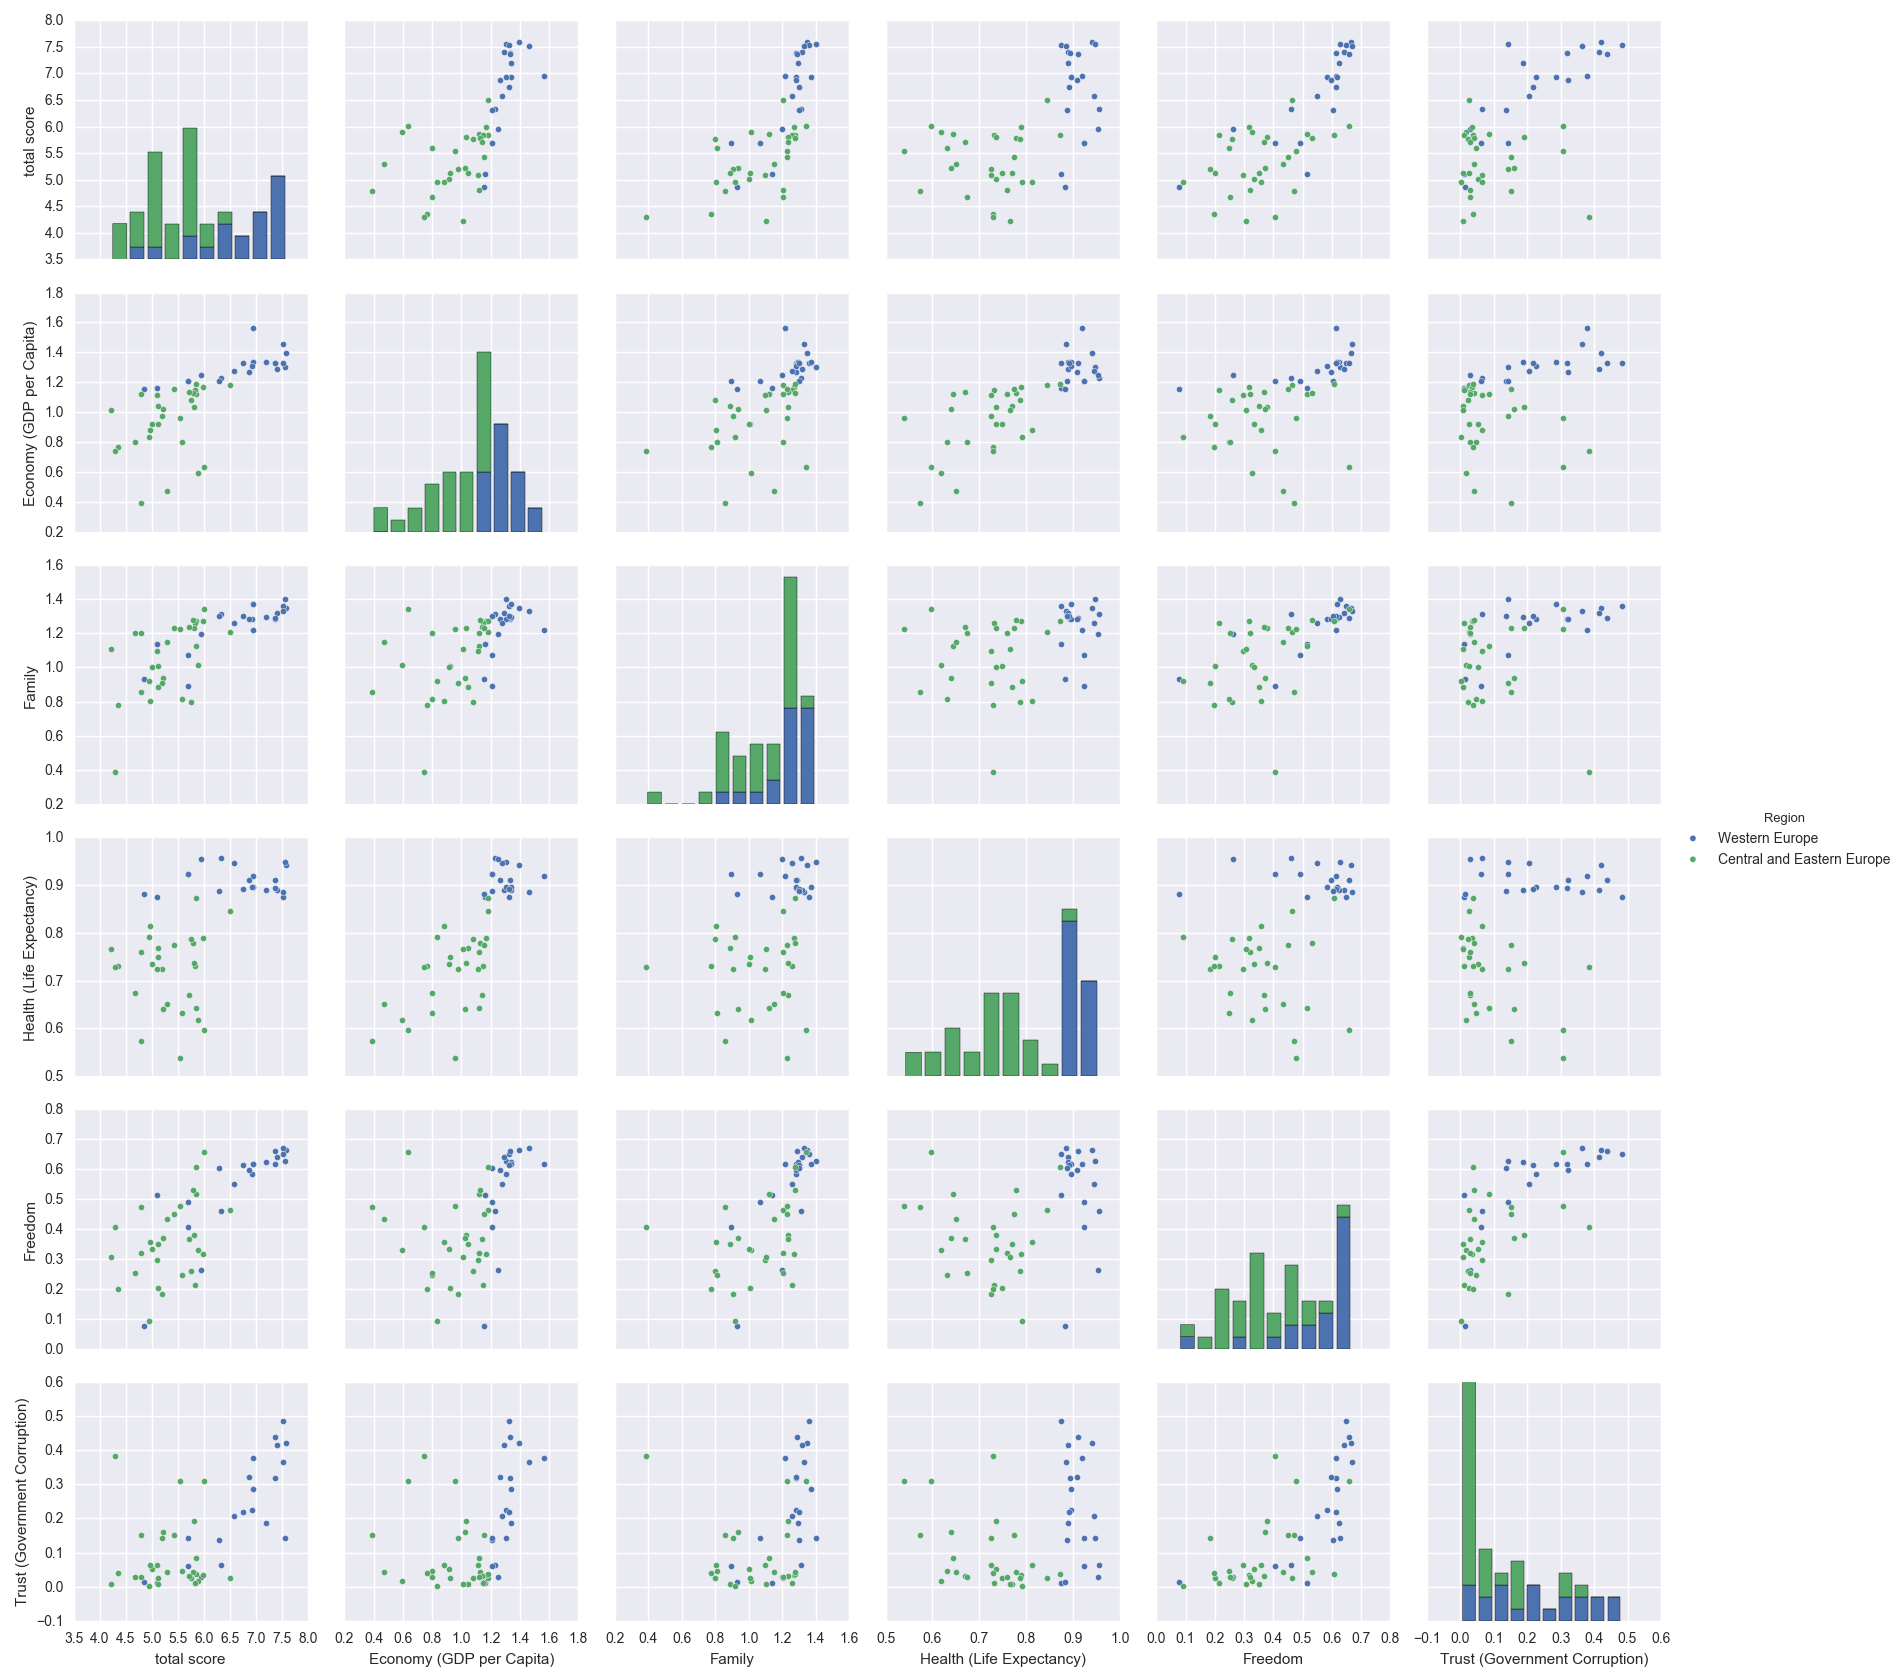 8.0
7.5
7.0
6.5
6.0
5.5
5.0
4.5
4.0
3.5
total score
1.8
1.6
1.4
1.2
1.0
0.8
0.6
0.4
0.2
Economy (GDP per Capita)
1.6
1.4
1.2
1.0
0.8
0.6
0.4
0.2
Family
Region
Western Europe
Central and Eastern Europe
1.0
0.9
0.8
0.7
0.6
0.5
Health (Life Expectancy)
0.8
0.7
0.6
0.5
0.4
0.3
0.2
0.1
0.0
Freedom
0.6
0.5
0.4
0.3
0.2
0.1
0.0
−0.1
Trust (Government Corruption)
3.5 4.0 4.5 5.0 5.5 6.0 6.5 7.0 7.5 8.0
total score
0.2 0.4 0.6 0.8 1.0 1.2 1.4 1.6 1.8
Economy (GDP per Capita)
0.2 0.4 0.6 0.8 1.0 1.2 1.4 1.6
Family
0.5 0.6 0.7 0.8 0.9 1.0
Health (Life Expectancy)
0.0 0.1 0.2 0.3 0.4 0.5 0.6 0.7 0.8
Freedom
−0.1 0.0 0.1 0.2 0.3 0.4 0.5 0.6
Trust (Government Corruption)